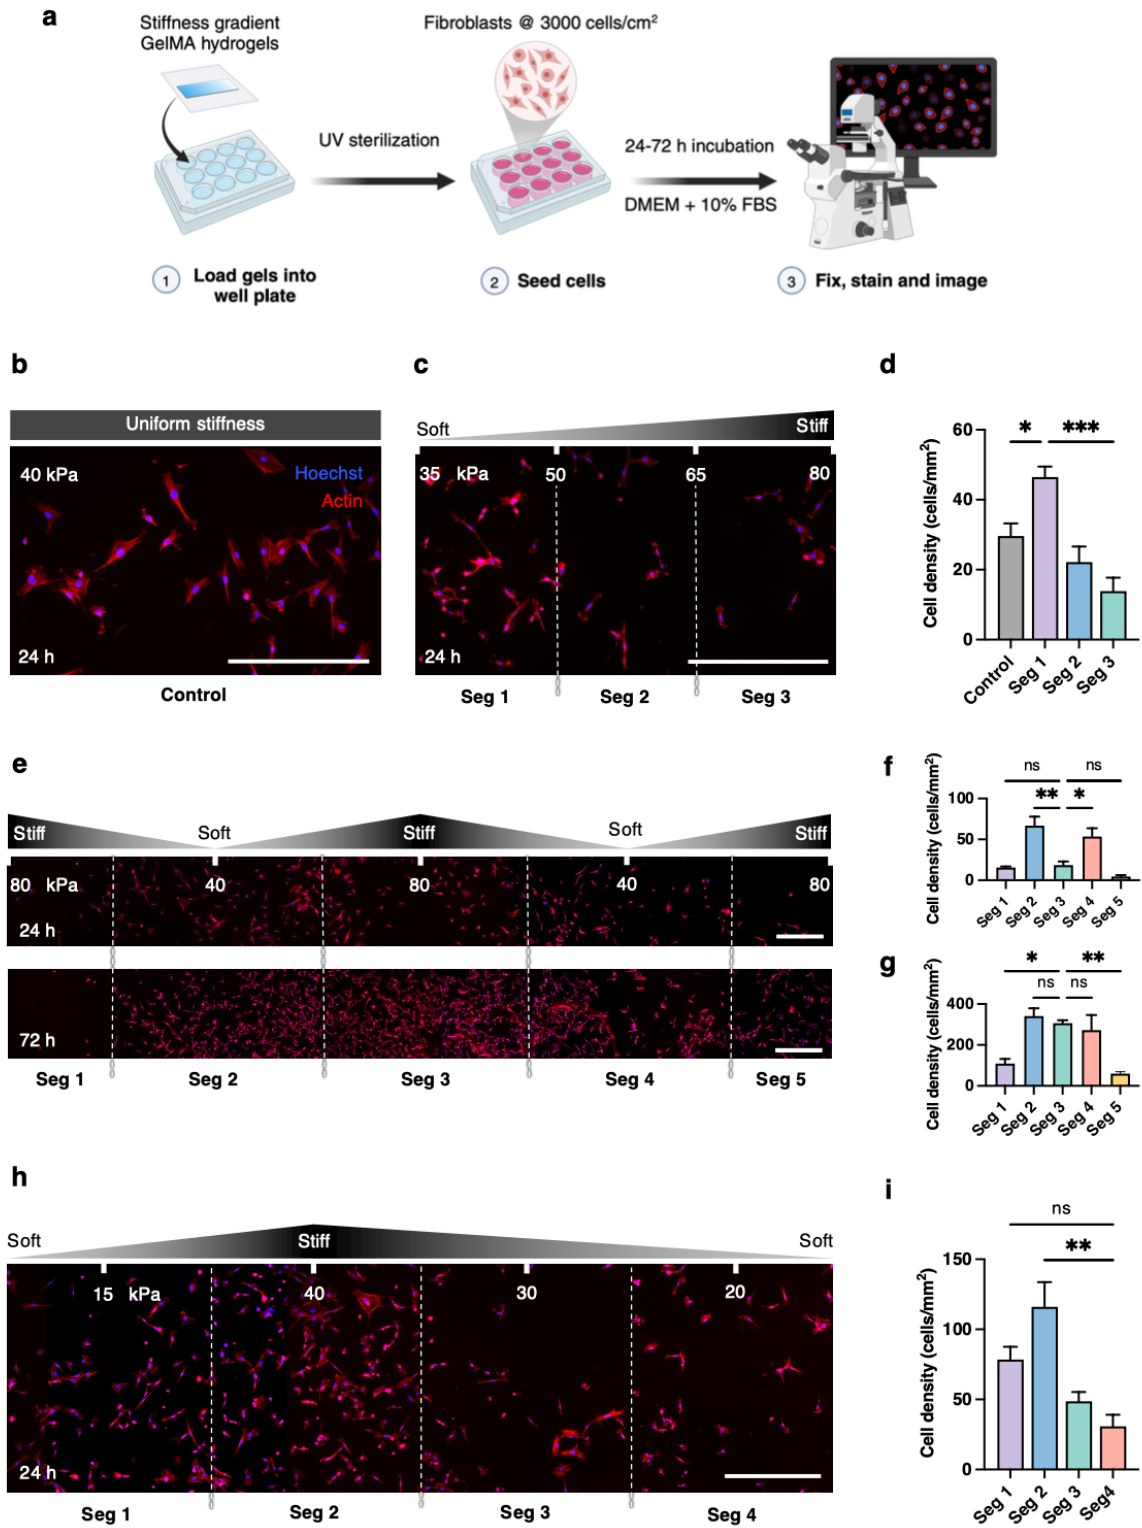 a
Stiffness gradient
GelMA hydrogels
Fibroblasts @ 3000 cells/cm²
UV sterilization
24-72 h incubation
DMEM + 10% FBS
1 Load gels into
well plate
2 Seed cells
3 Fix, stain and image
b
Uniform stiffness
40 kPa
Hoechst
Actin
24 h
Control
c
Soft
Stiff
35 kPa 50 65 80
24 h
Seg 1 Seg 2 Seg 3
d
* ***
Cell density (cells/mm²)
60
40
20
0
Control Seg 1 Seg 2 Seg 3
e
Stiff Soft Stiff Soft Stiff
80 kPa 40 80 40 80
24 h
72 h
Seg 1 Seg 2 Seg 3 Seg 4 Seg 5
f
ns ns
** *
Cell density (cells/mm²)
100
50
0
Seg 1 Seg 2 Seg 3 Seg 4 Seg 5
g
* **
ns ns
Cell density (cells/mm²)
400
200
0
Seg 1 Seg 2 Seg 3 Seg 4 Seg 5
h
Soft Stiff Soft
15 kPa 40 30 20
24 h
Seg 1 Seg 2 Seg 3 Seg 4
i
ns
**
Cell density (cells/mm²)
150
100
50
0
Seg 1 Seg 2 Seg 3 Seg4